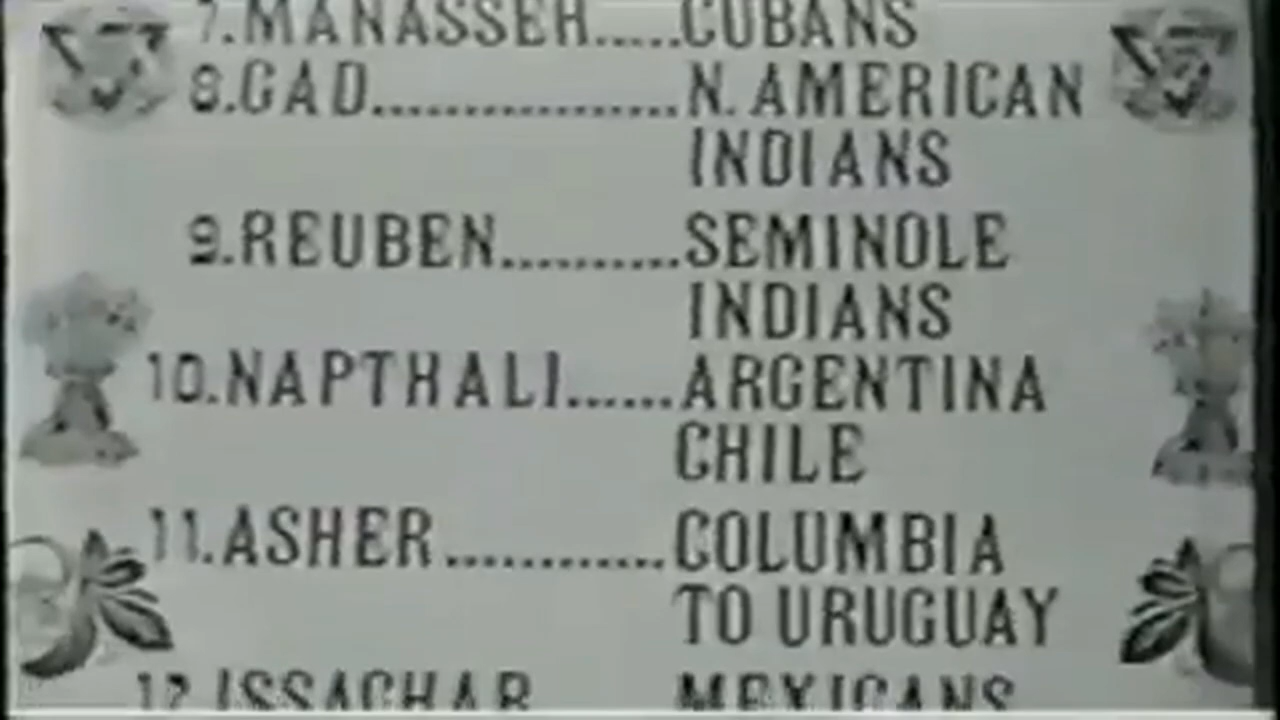 7.MANASSEH.....CUBANS
8.GAD..................N. AMERICAN
INDIANS
9.REUBEN...........SEMINOLE
INDIANS
10.NAPTHALI......ARGENTINA
CHILE
11.ASHER.............COLUMBIA
TO URUGUAY
12.ISSACHAR MEXICANS